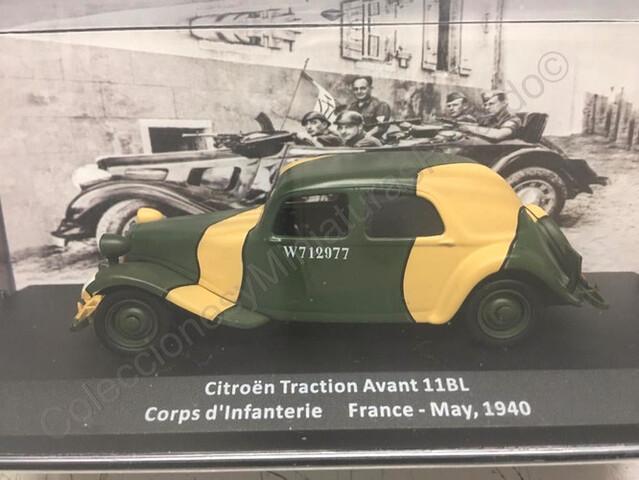 W712977
Citroën Traction Avant 11BL
Corps d'Infanterie France - May, 1940